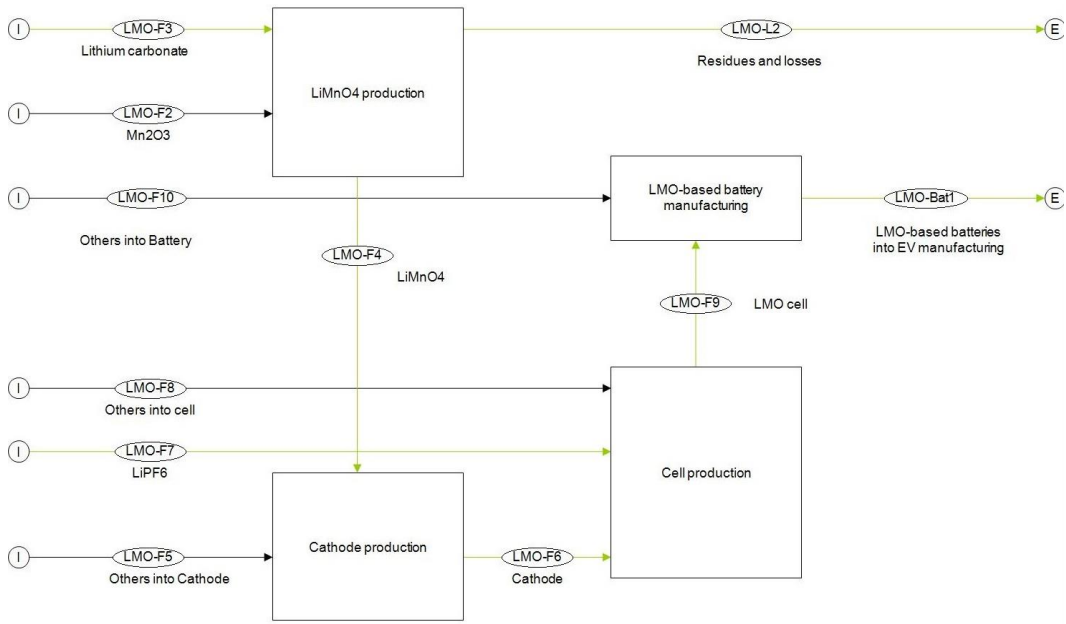 I
LMO-F3
Lithium carbonate
LiMnO4 production
LMO-L2
Residues and losses
E
I
LMO-F2
Mn2O3
I
LMO-F10
Others into Battery
LMO-based battery
manufacturing
LMO-Bat1
LMO-based batteries
into EV manufacturing
E
LMO-F4
LiMnO4
LMO-F9
LMO cell
I
LMO-F8
Others into cell
I
LMO-F7
LiPF6
Cell production
I
LMO-F5
Others into Cathode
Cathode production
LMO-F6
Cathode